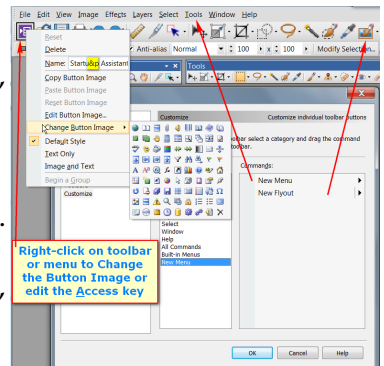 File Edit View Image Effects Layers Select Tools Window Help
Anti-alias Normal 100 x 100 Modify Selection..
Reset
Delete
Name: Startu&p Assistant
Copy Button Image
Paste Button Image
Reset Button Image
Edit Button Image...
Change Button Image
Default Style
Text Only
Image and Text
Begin a Group
Tools
Customize
Customize individual toolbar buttons
bar select a category and drag the command
toolbar.
Commands:
New Menu
New Flyout
Customize
Select
Window
Help
All Commands
Built-in Menus
New Menu
Right-click on toolbar
or menu to Change
the Button Image or
edit the Access key
OK Cancel Help